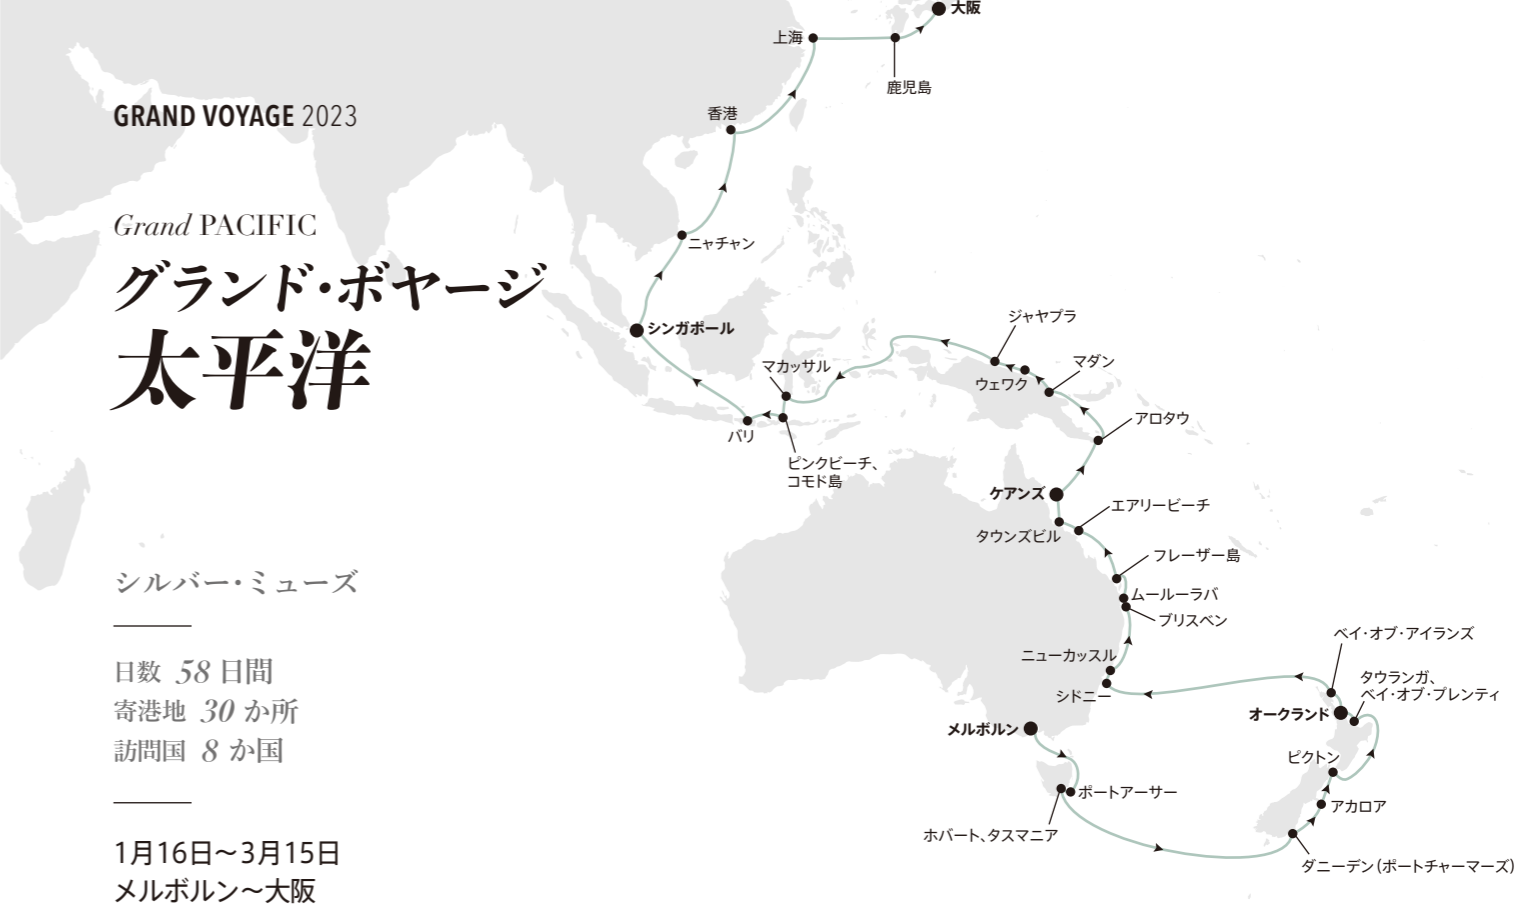 GRAND VOYAGE 2023
Grand PACIFIC
グランド・ボヤージ
太平洋
シルバー・ミューズ
日数 58 日間
寄港地 30 か所
訪問国 8 か国
1月16日～3月15日
メルボルン～大阪
大阪
上海
鹿児島
香港
ニャチャン
シンガポール
ジャヤプラ
マカッサル
マダン
ウェワク
アロタウ
バリ
ピンクビーチ、
コモド島
ケアンズ
エアリービーチ
タウンズビル
フレーザー島
ムールーラバ
ブリスベン
ニューカッスル
シドニー
ベイ・オブ・アイランズ
タウランガ、
ベイ・オブ・プレンティ
オークランド
メルボルン
ピクトン
ポートアーサー
アカロア
ホバート、タスマニア
ダニーデン(ポートチャーマーズ)